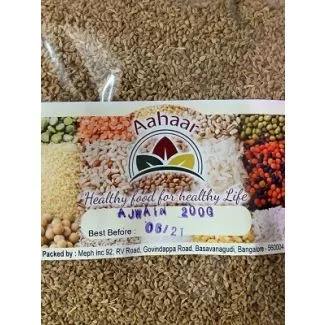 Aahaar
Healthy food for healthy Life
AJWAIN 200G
Best Before : 06/21
Packed by : Meph inc 92, RV Road, Govindappa Road, Basavanagudi, Bangalore - 560004